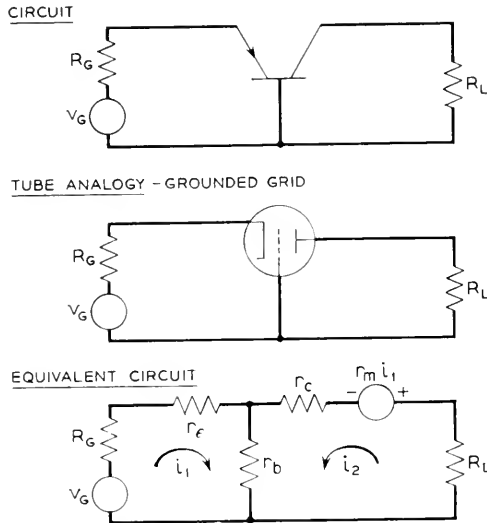 CIRCUIT
R_G
V_G
R_L
TUBE ANALOGY - GROUNDED GRID
R_G
V_G
R_L
EQUIVALENT CIRCUIT
r_c
r_m i_1
- +
R_G
r_ε
i_1
r_b
i_2
R_L
V_G